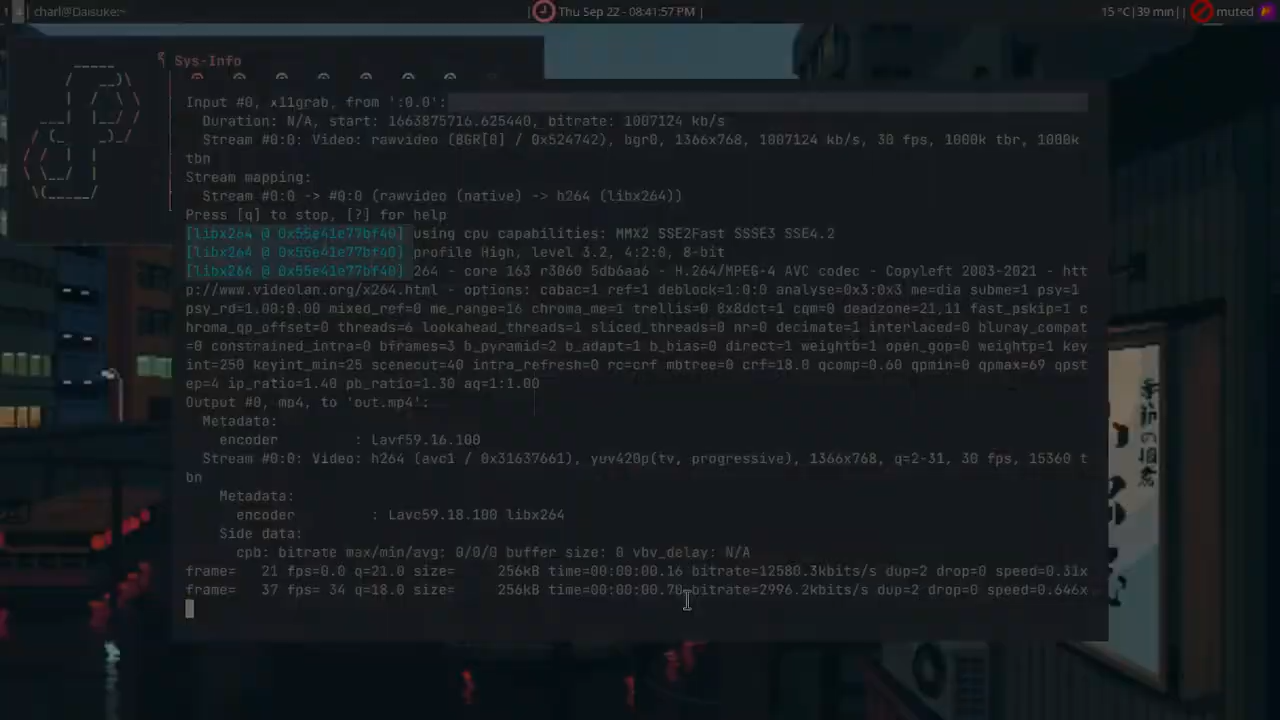 1 charl@Daisuke:~ | Thu Sep 22 - 08:41:57 PM | 15 °C | 39 min | | muted
Sys-Info
Input #0, x11grab, from ':0.0':
Duration: N/A, start: 1663875716.625440, bitrate: 1007124 kb/s
Stream #0:0: Video: rawvideo (BGR[0] / 0x524742), bgr0, 1366x768, 1007124 kb/s, 30 fps, 1000k tbr, 1000k
tbn
Stream mapping:
Stream #0:0 -> #0:0 (rawvideo (native) -> h264 (libx264))
Press [q] to stop, [?] for help
[libx264 @ 0x55e41e77bf40] using cpu capabilities: MMX2 SSE2Fast SSSE3 SSE4.2
[libx264 @ 0x55e41e77bf40] profile High, level 3.2, 4:2:0, 8-bit
[libx264 @ 0x55e41e77bf40] 264 - core 163 r3060 5db6aa6 - H.264/MPEG-4 AVC codec - Copyleft 2003-2021 - htt
p://www.videolan.org/x264.html - options: cabac=1 ref=1 deblock=1:0:0 analyse=0x3:0x3 me=dia subme=1 psy=1
psy_rd=1.00:0.00 mixed_ref=0 me_range=16 chroma_me=1 trellis=0 8x8dct=1 cqm=0 deadzone=21,11 fast_pskip=1 c
hroma_qp_offset=0 threads=6 lookahead_threads=1 sliced_threads=0 nr=0 decimate=1 interlaced=0 bluray_compat
=0 constrained_intra=0 bframes=3 b_pyramid=2 b_adapt=1 b_bias=0 direct=1 weightb=1 open_gop=0 weightp=1 key
int=250 keyint_min=25 scenecut=40 intra_refresh=0 rc=crf mbtree=0 crf=18.0 qcomp=0.60 qpmin=0 qpmax=69 qpst
ep=4 ip_ratio=1.40 pb_ratio=1.30 aq=1:1.00
Output #0, mp4, to 'out.mp4':
Metadata:
encoder : Lavf59.16.100
Stream #0:0: Video: h264 (avc1 / 0x31637661), yuv420p(tv, progressive), 1366x768, q=2-31, 30 fps, 15360 t
bn
Metadata:
encoder : Lavc59.18.100 libx264
Side data:
cpb: bitrate max/min/avg: 0/0/0 buffer size: 0 vbv_delay: N/A
frame= 21 fps=0.0 q=21.0 size= 256kB time=00:00:00.16 bitrate=12580.3kbits/s dup=2 drop=0 speed=0.31x
frame= 37 fps= 34 q=18.0 size= 256kB time=00:00:00.70 bitrate=2996.2kbits/s dup=2 drop=0 speed=0.646x